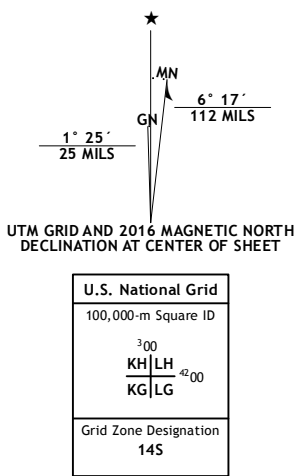 ★
MN
GN
6° 17´
112 MILS
1° 25´
25 MILS
UTM GRID AND 2016 MAGNETIC NORTH
DECLINATION AT CENTER OF SHEET
U.S. National Grid
100,000-m Square ID
³00
KH LH
⁴²00
KG LG
Grid Zone Designation
14S